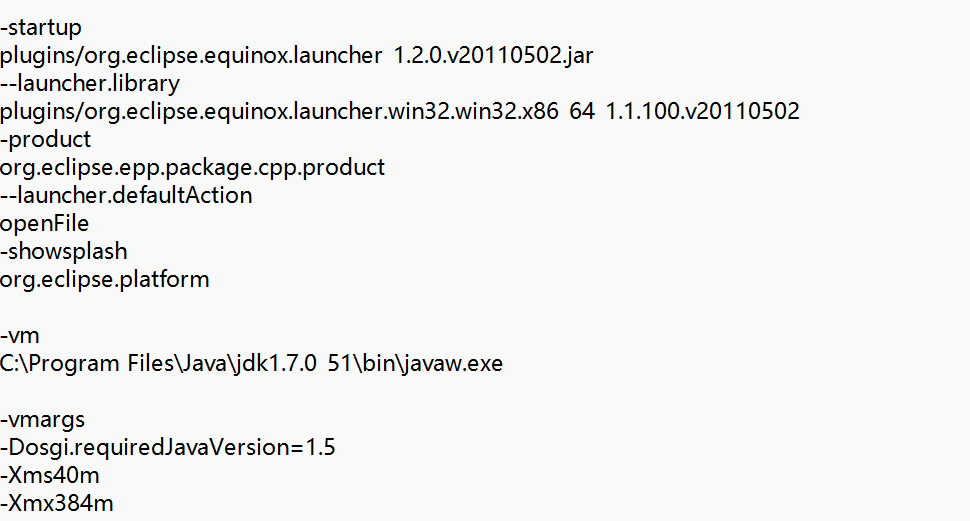 -startup
plugins/org.eclipse.equinox.launcher 1.2.0.v20110502.jar
--launcher.library
plugins/org.eclipse.equinox.launcher.win32.win32.x86 64 1.1.100.v20110502
-product
org.eclipse.epp.package.cpp.product
--launcher.defaultAction
openFile
-showsplash
org.eclipse.platform
-vm
C:\Program Files\Java\jdk1.7.0 51\bin\javaw.exe
-vmargs
-Dosgi.requiredJavaVersion=1.5
-Xms40m
-Xmx384m